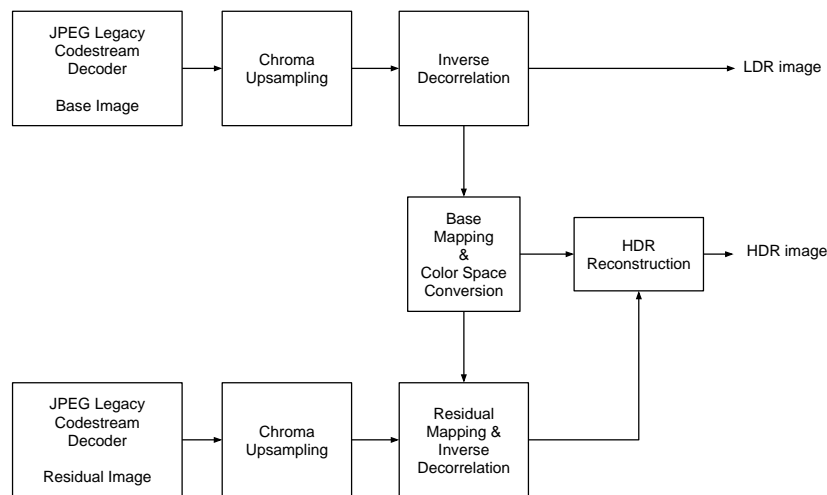 JPEG Legacy
Codestream
Decoder
Base Image
Chroma
Upsampling
Inverse
Decorrelation
LDR image
Base
Mapping
&
Color Space
Conversion
HDR
Reconstruction
HDR image
JPEG Legacy
Codestream
Decoder
Residual Image
Chroma
Upsampling
Residual
Mapping &
Inverse
Decorrelation